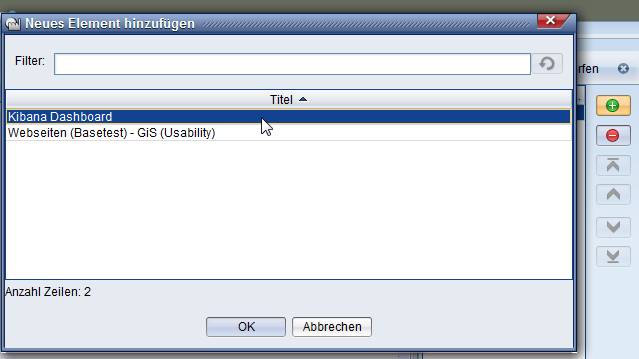 Neues Element hinzufügen
Filter:
rfen
Titel
Kibana Dashboard
Webseiten (Basetest) - GiS (Usability)
Anzahl Zeilen: 2
OK
Abbrechen